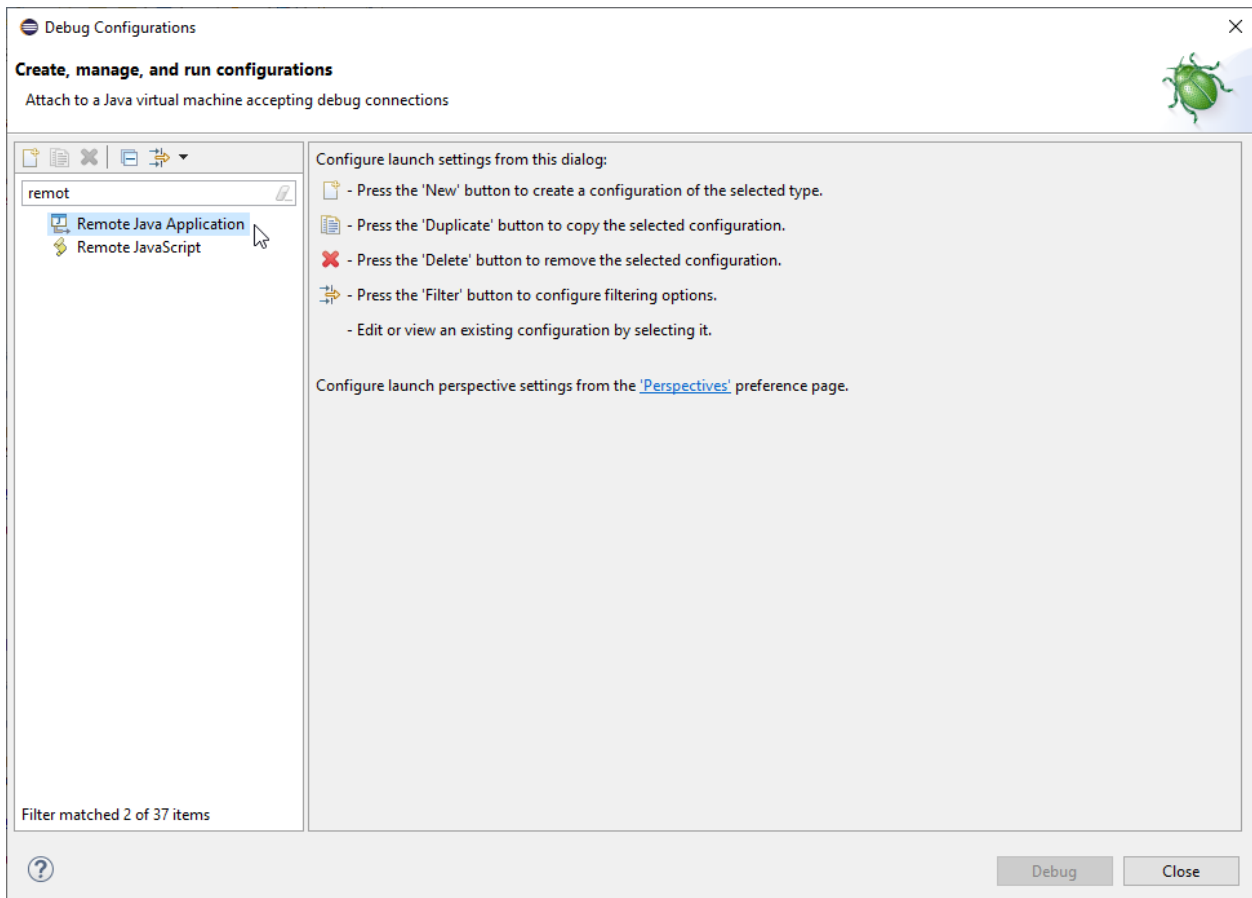 Debug Configurations
Create, manage, and run configurations
Attach to a Java virtual machine accepting debug connections
remot
Remote Java Application
Remote JavaScript
Filter matched 2 of 37 items
Configure launch settings from this dialog:
- Press the 'New' button to create a configuration of the selected type.
- Press the 'Duplicate' button to copy the selected configuration.
- Press the 'Delete' button to remove the selected configuration.
- Press the 'Filter' button to configure filtering options.
- Edit or view an existing configuration by selecting it.
Configure launch perspective settings from the 'Perspectives' preference page.
?
Debug
Close